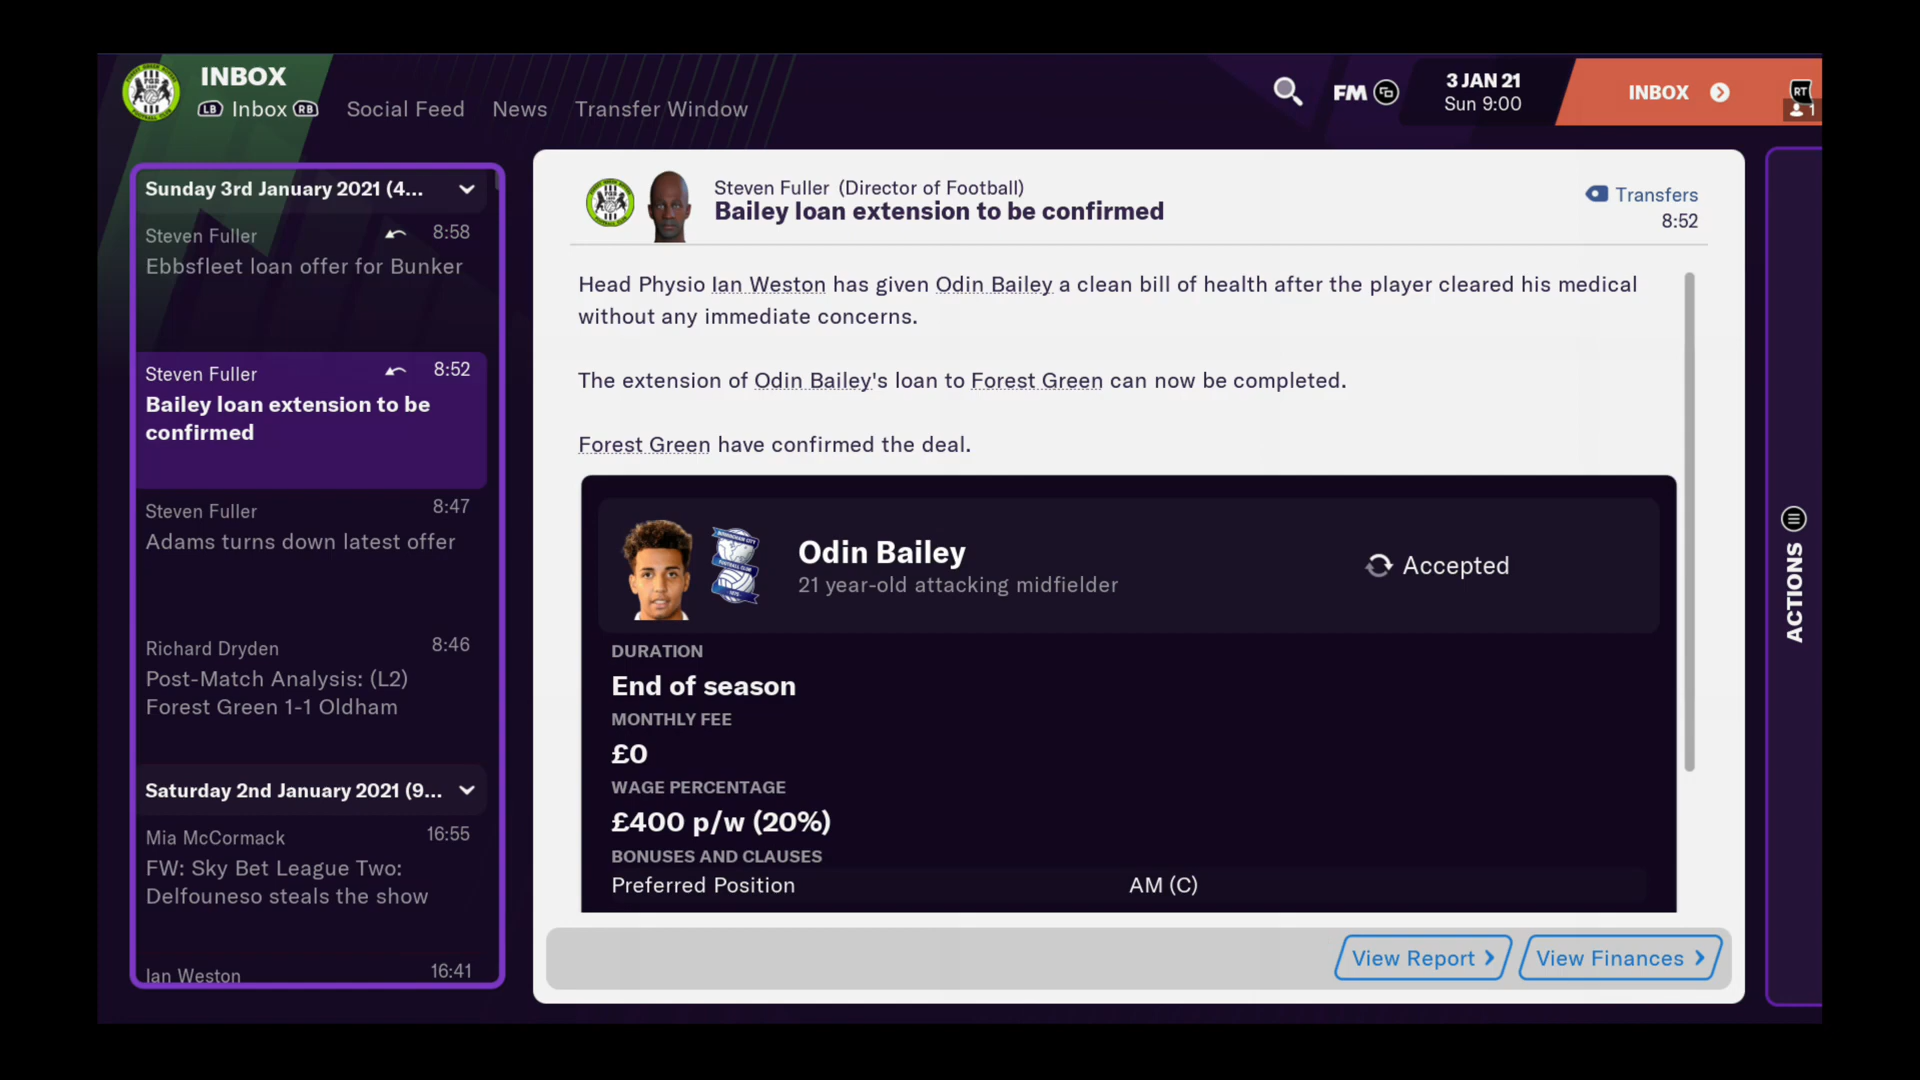 INBOX
LB Inbox RB
Social Feed
News
Transfer Window
FM
3 JAN 21
Sun 9:00
INBOX
RT
1
Sunday 3rd January 2021 (4...
Steven Fuller
8:58
Ebbsfleet loan offer for Bunker
Steven Fuller
8:52
Bailey loan extension to be
confirmed
Steven Fuller
8:47
Adams turns down latest offer
Richard Dryden
8:46
Post-Match Analysis: (L2)
Forest Green 1-1 Oldham
Saturday 2nd January 2021 (9...
Mia McCormack
16:55
FW: Sky Bet League Two:
Delfouneso steals the show
Ian Weston
16:41
Steven Fuller (Director of Football)
Bailey loan extension to be confirmed
Transfers
8:52
Head Physio Ian Weston has given Odin Bailey a clean bill of health after the player cleared his medical
without any immediate concerns.
The extension of Odin Bailey's loan to Forest Green can now be completed.
Forest Green have confirmed the deal.
Odin Bailey
21 year-old attacking midfielder
Accepted
DURATION
End of season
MONTHLY FEE
£0
WAGE PERCENTAGE
£400 p/w (20%)
BONUSES AND CLAUSES
Preferred Position
AM (C)
View Report
View Finances
ACTIONS